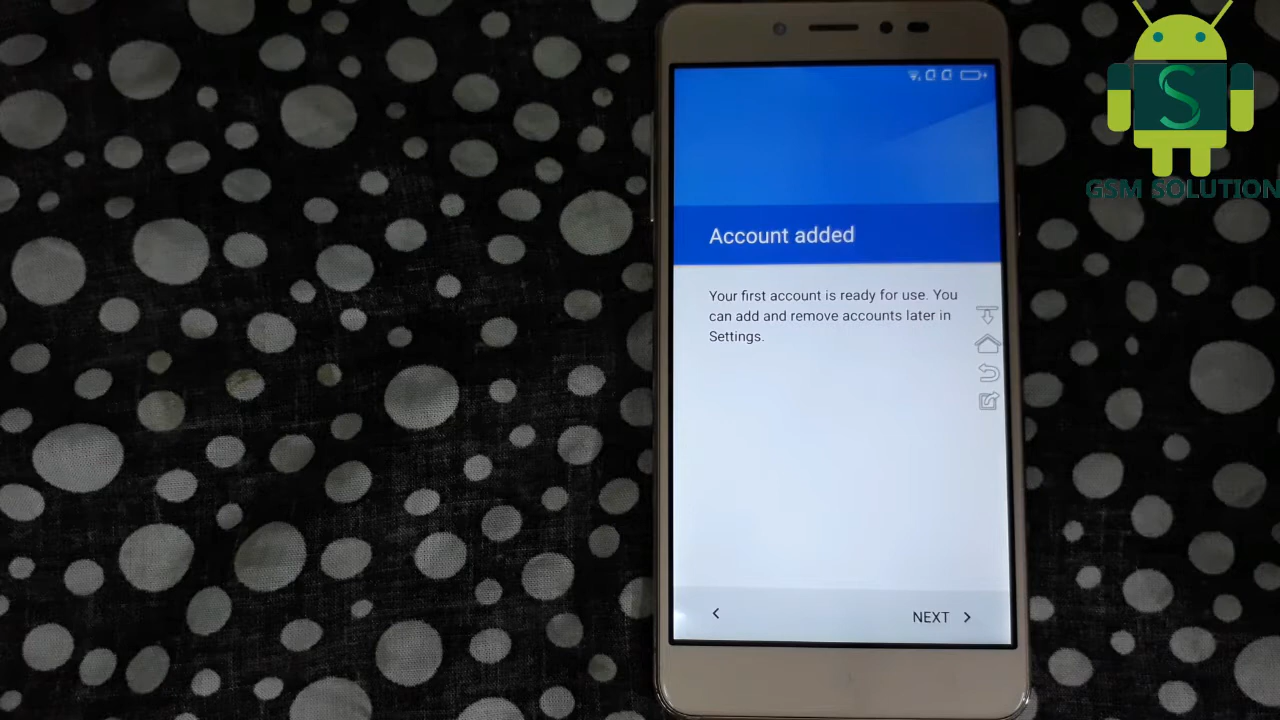 Account added
Your first account is ready for use. You
can add and remove accounts later in
Settings.
NEXT
S
GSM SOLUTION